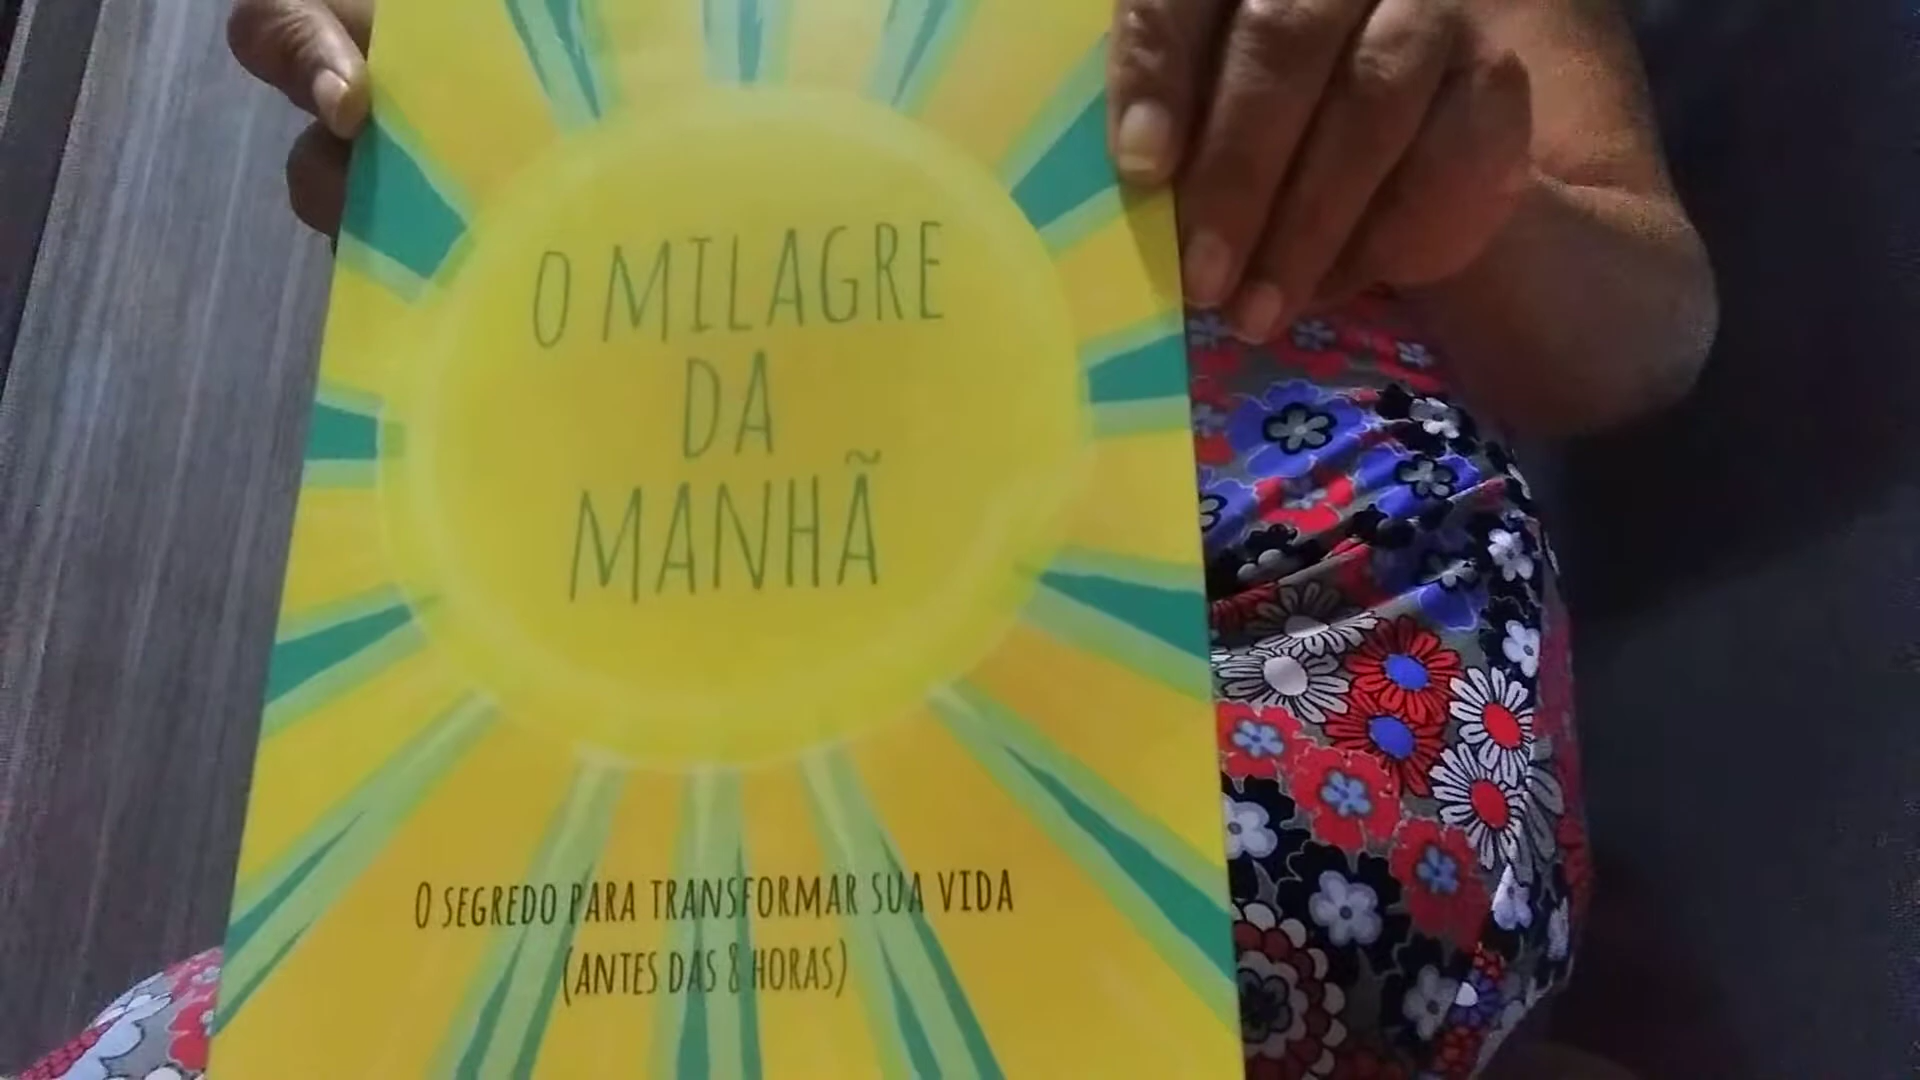 O MILAGRE
DA
MANHÃ
O SEGREDO PARA TRANSFORMAR SUA VIDA
(ANTES DAS 8 HORAS)